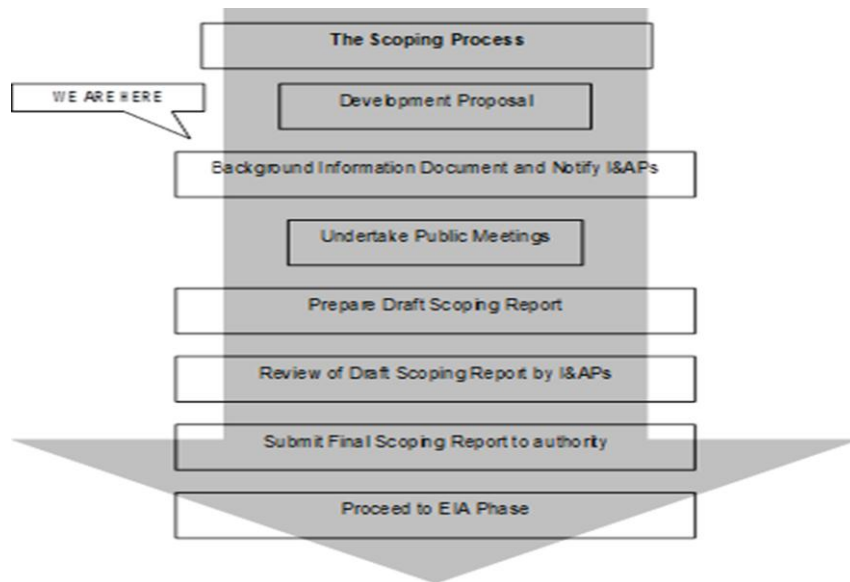 The Scoping Process
WE ARE HERE
Development Proposal
Background Information Document and Notify I&APs
Undertake Public Meetings
Prepare Draft Scoping Report
Review of Draft Scoping Report by I&APs
Submit Final Scoping Report to authority
Proceed to EIA Phase